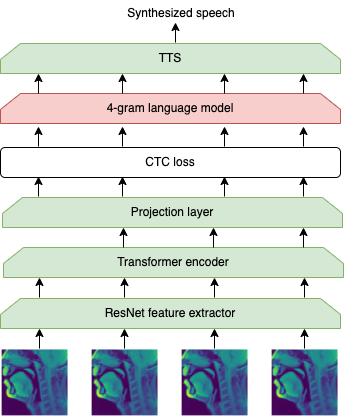 Synthesized speech
TTS
4-gram language model
CTC loss
Projection layer
Transformer encoder
ResNet feature extractor